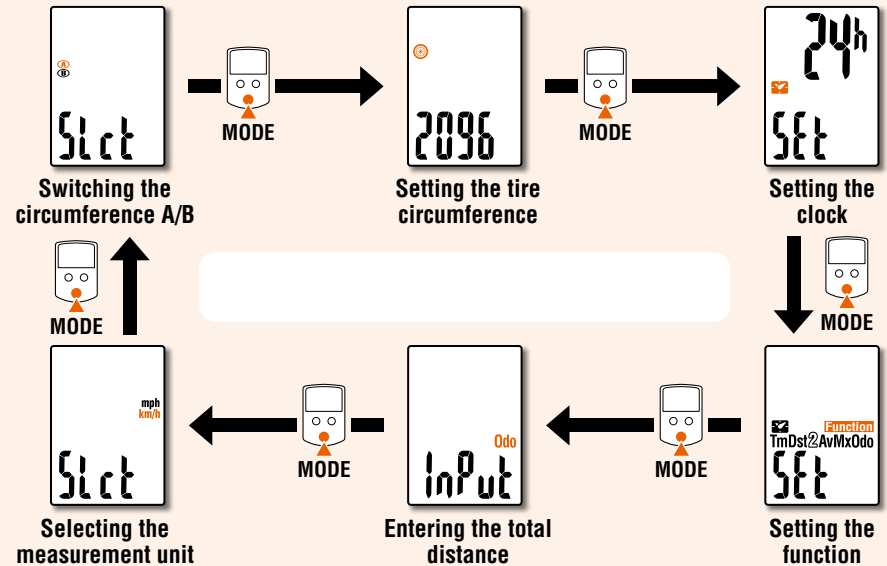 A
B
SLct
MODE
2096
MODE
24h
SEt
Switching the
circumference A/B
Setting the tire
circumference
Setting the
clock
MODE
MODE
mph
km/h
SLct
MODE
Odo
InPut
MODE
Function
TmDst2AvMxOdo
SEt
Selecting the
measurement unit
Entering the total
distance
Setting the
function